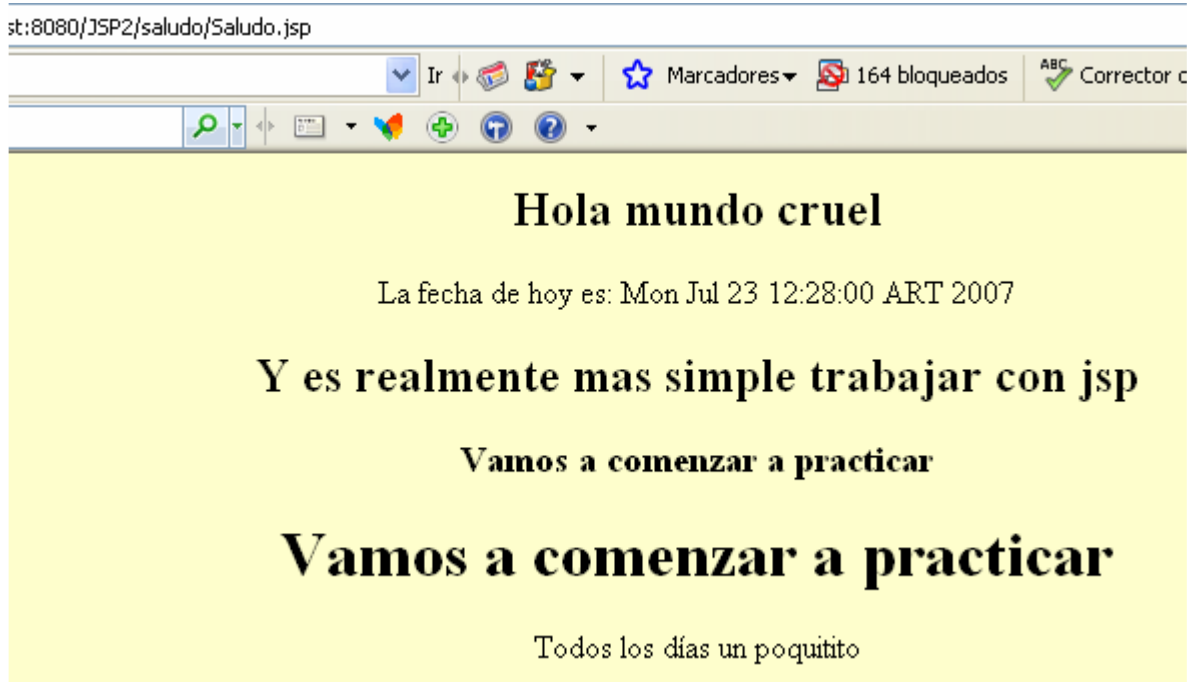 st:8080/JSP2/saludo/Saludo.jsp
Ir Marcadores 164 bloqueados ABC Corrector
Hola mundo cruel
La fecha de hoy es: Mon Jul 23 12:28:00 ART 2007
Y es realmente mas simple trabajar con jsp
Vamos a comenzar a practicar
Vamos a comenzar a practicar
Todos los días un poquitito